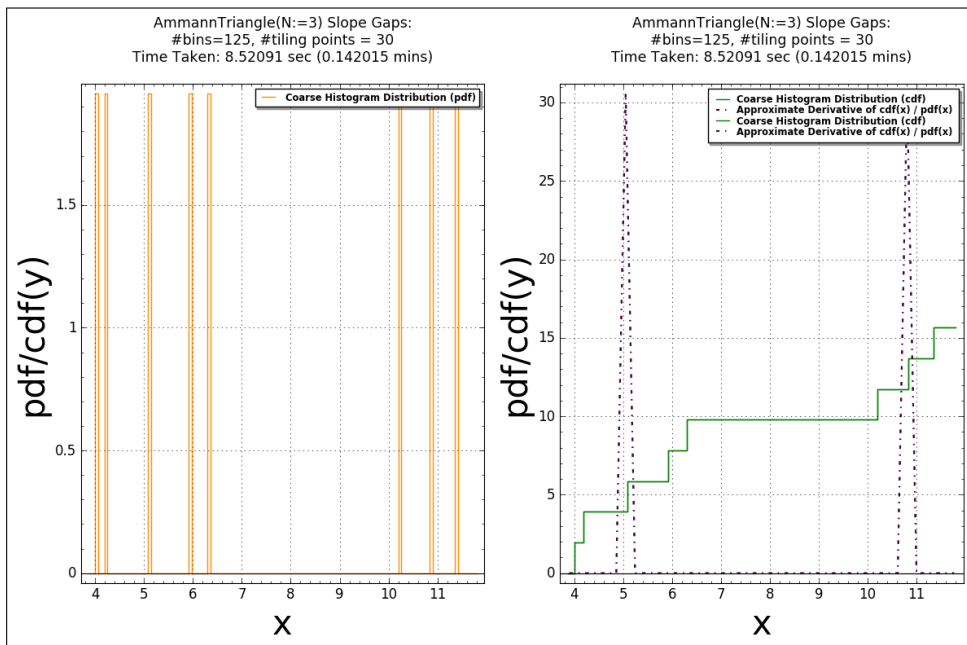 AmmannTriangle(N:=3) Slope Gaps:
#bins=125, #tiling points = 30
Time Taken: 8.52091 sec (0.142015 mins)
Coarse Histogram Distribution (pdf)
1.5
1
0.5
0
pdf/cdf(y)
4 5 6 7 8 9 10 11
x
AmmannTriangle(N:=3) Slope Gaps:
#bins=125, #tiling points = 30
Time Taken: 8.52091 sec (0.142015 mins)
Coarse Histogram Distribution (cdf)
Approximate Derivative of cdf(x) / pdf(x)
Coarse Histogram Distribution (cdf)
Approximate Derivative of cdf(x) / pdf(x)
30
25
20
15
10
5
0
pdf/cdf(y)
4 5 6 7 8 9 10 11
x